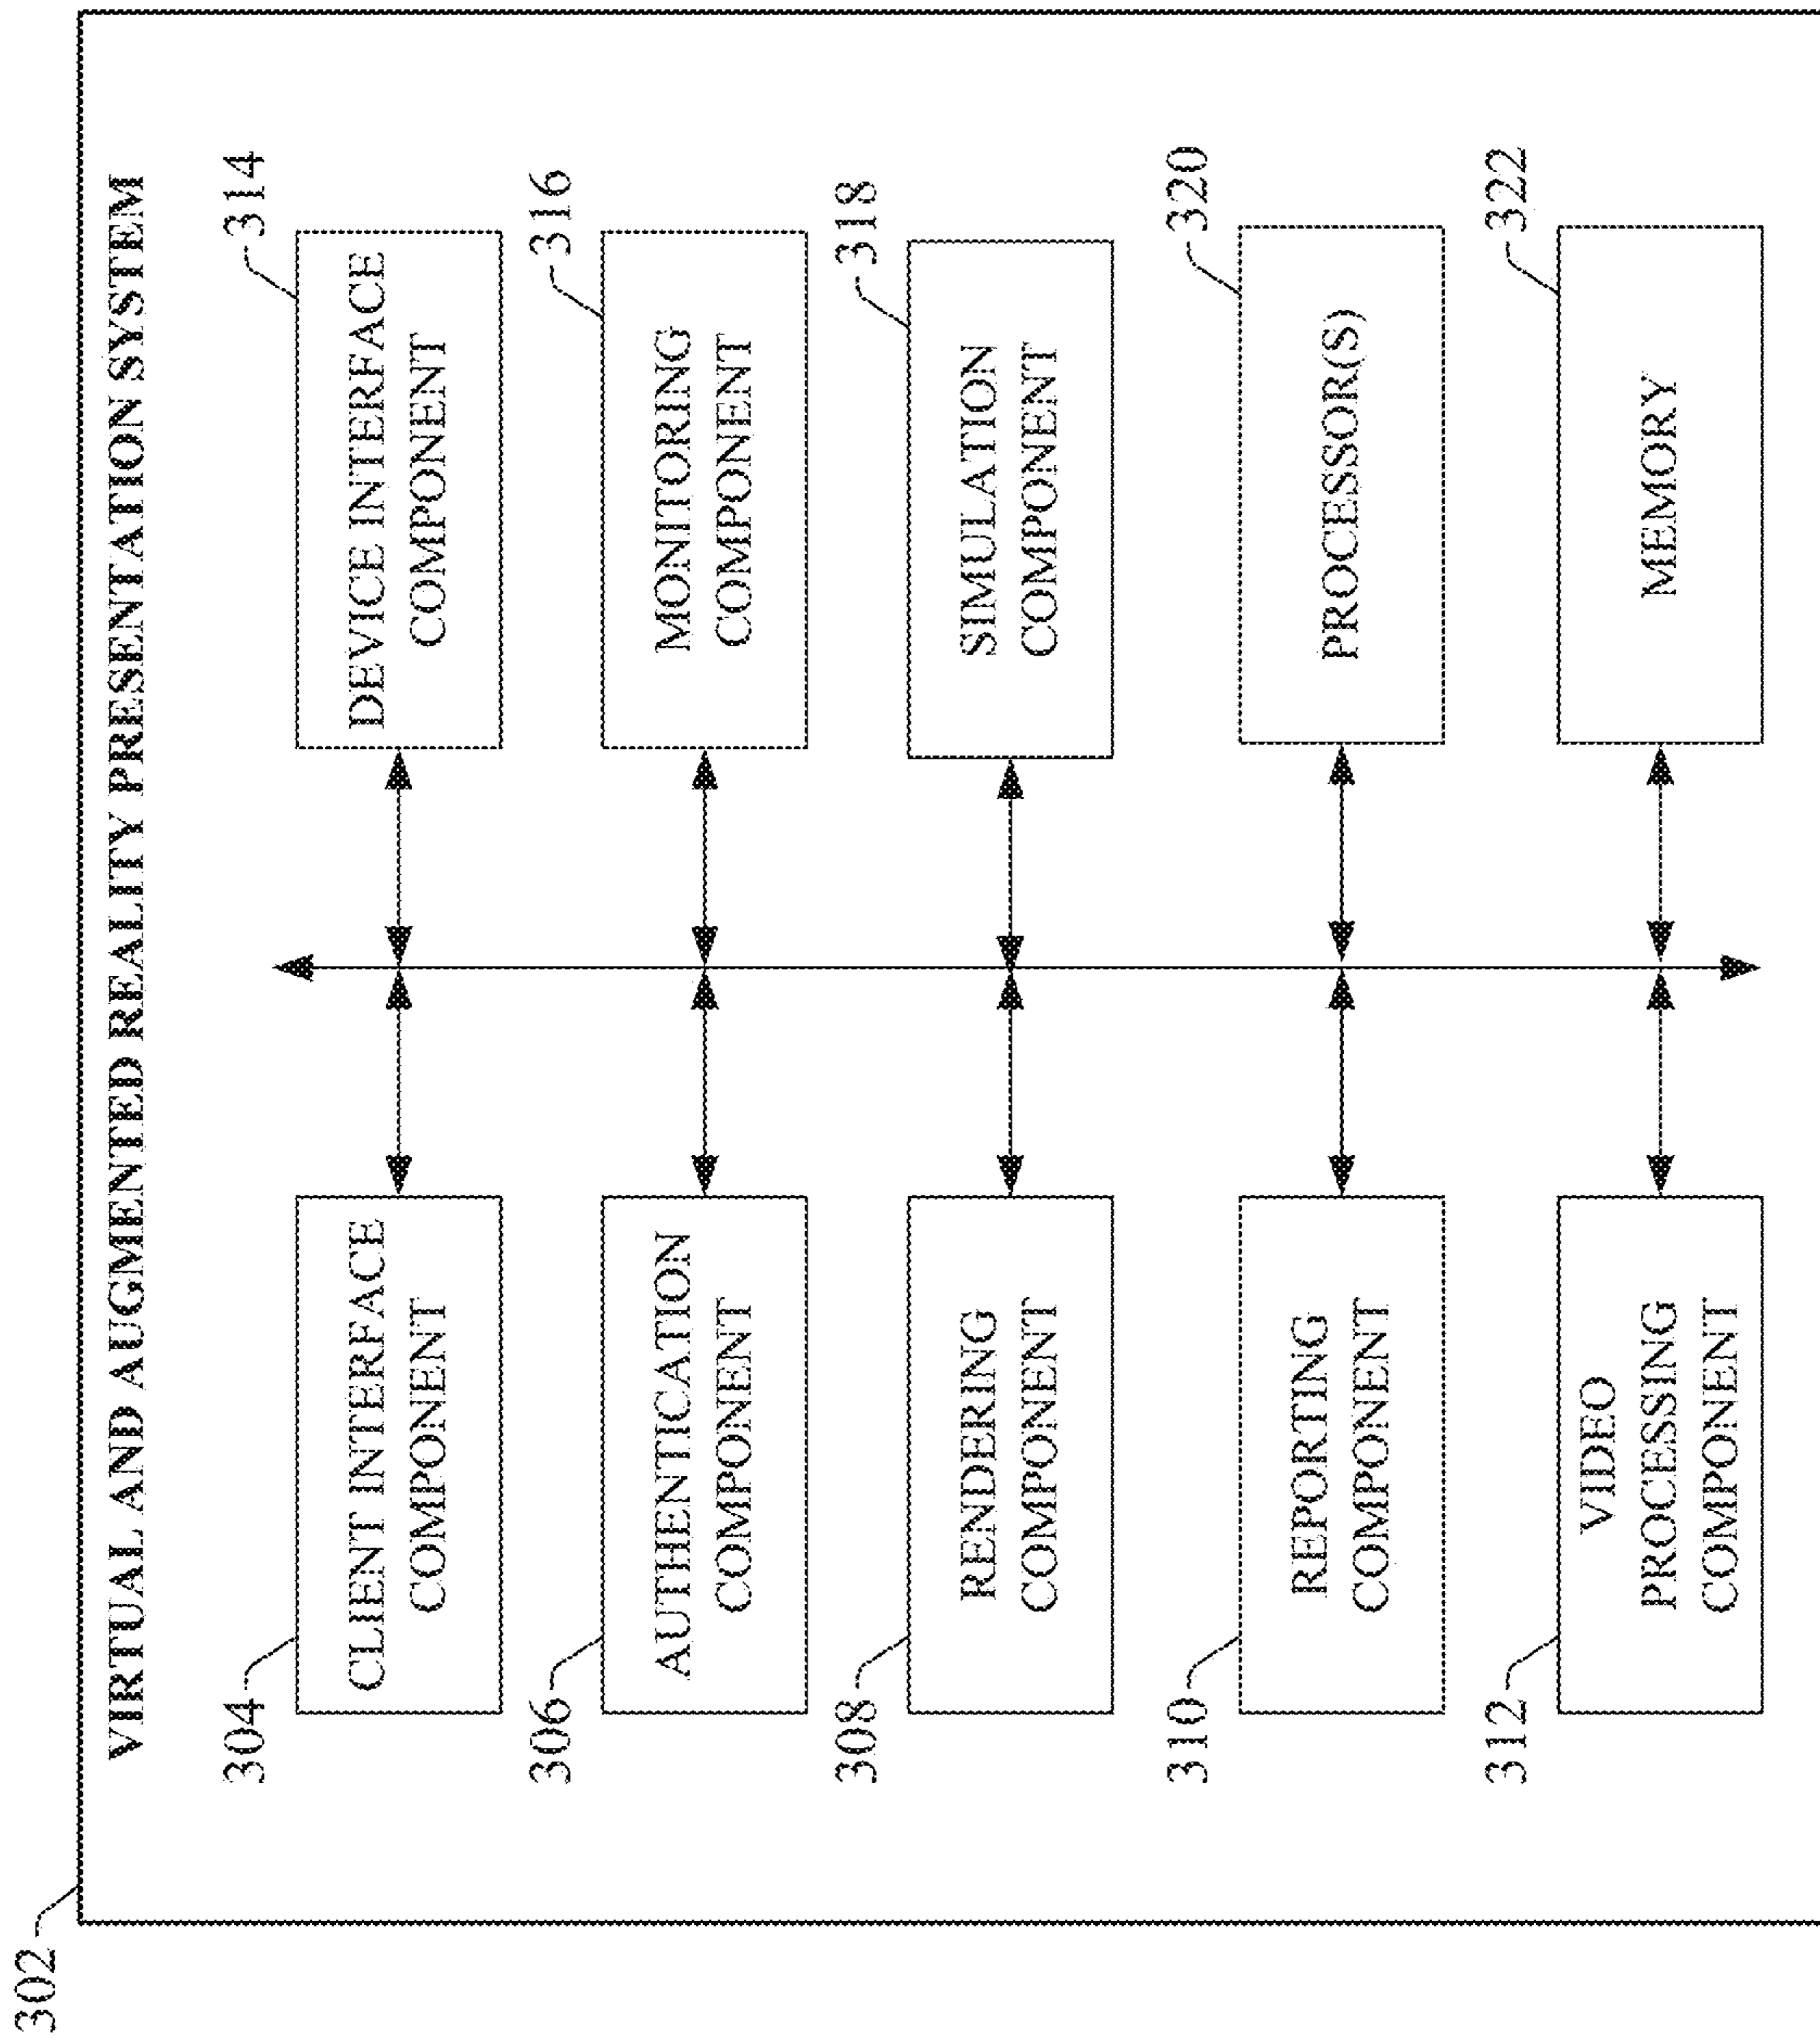 302
VIRTUAL AND AUGMENTED REALITY PRESENTATION SYSTEM
304
CLIENT INTERFACE
COMPONENT
314
DEVICE INTERFACE
COMPONENT
306
AUTHENTICATION
COMPONENT
316
MONITORING
COMPONENT
308
RENDERING
COMPONENT
318
SIMULATION
COMPONENT
310
REPORTING
COMPONENT
320
PROCESSOR(S)
312
VIDEO
PROCESSING
COMPONENT
322
MEMORY